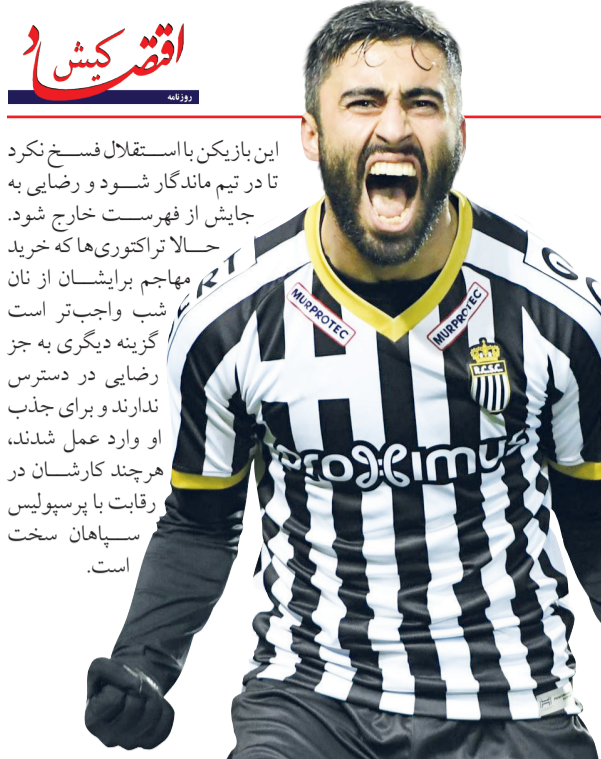 اقتصاد کیش
روزنامه
این بازیکن با استقلال فسخ نکرد
تا در تیم ماندگار شود و رضایی به
جایش از فهرست خارج شود.
حالا تراکتوری‌ها که خرید
مهاجم برایشان از نان
شب واجب‌تر است
گزینه دیگری به جز
رضایی در دسترس
ندارند و برای جذب
او وارد عمل شدند،
هرچند کارشان در
رقابت با پرسپولیس
سپاهان سخت
است.
MURPROTEC
MURPROTEC
R.C.S.C.
proximus